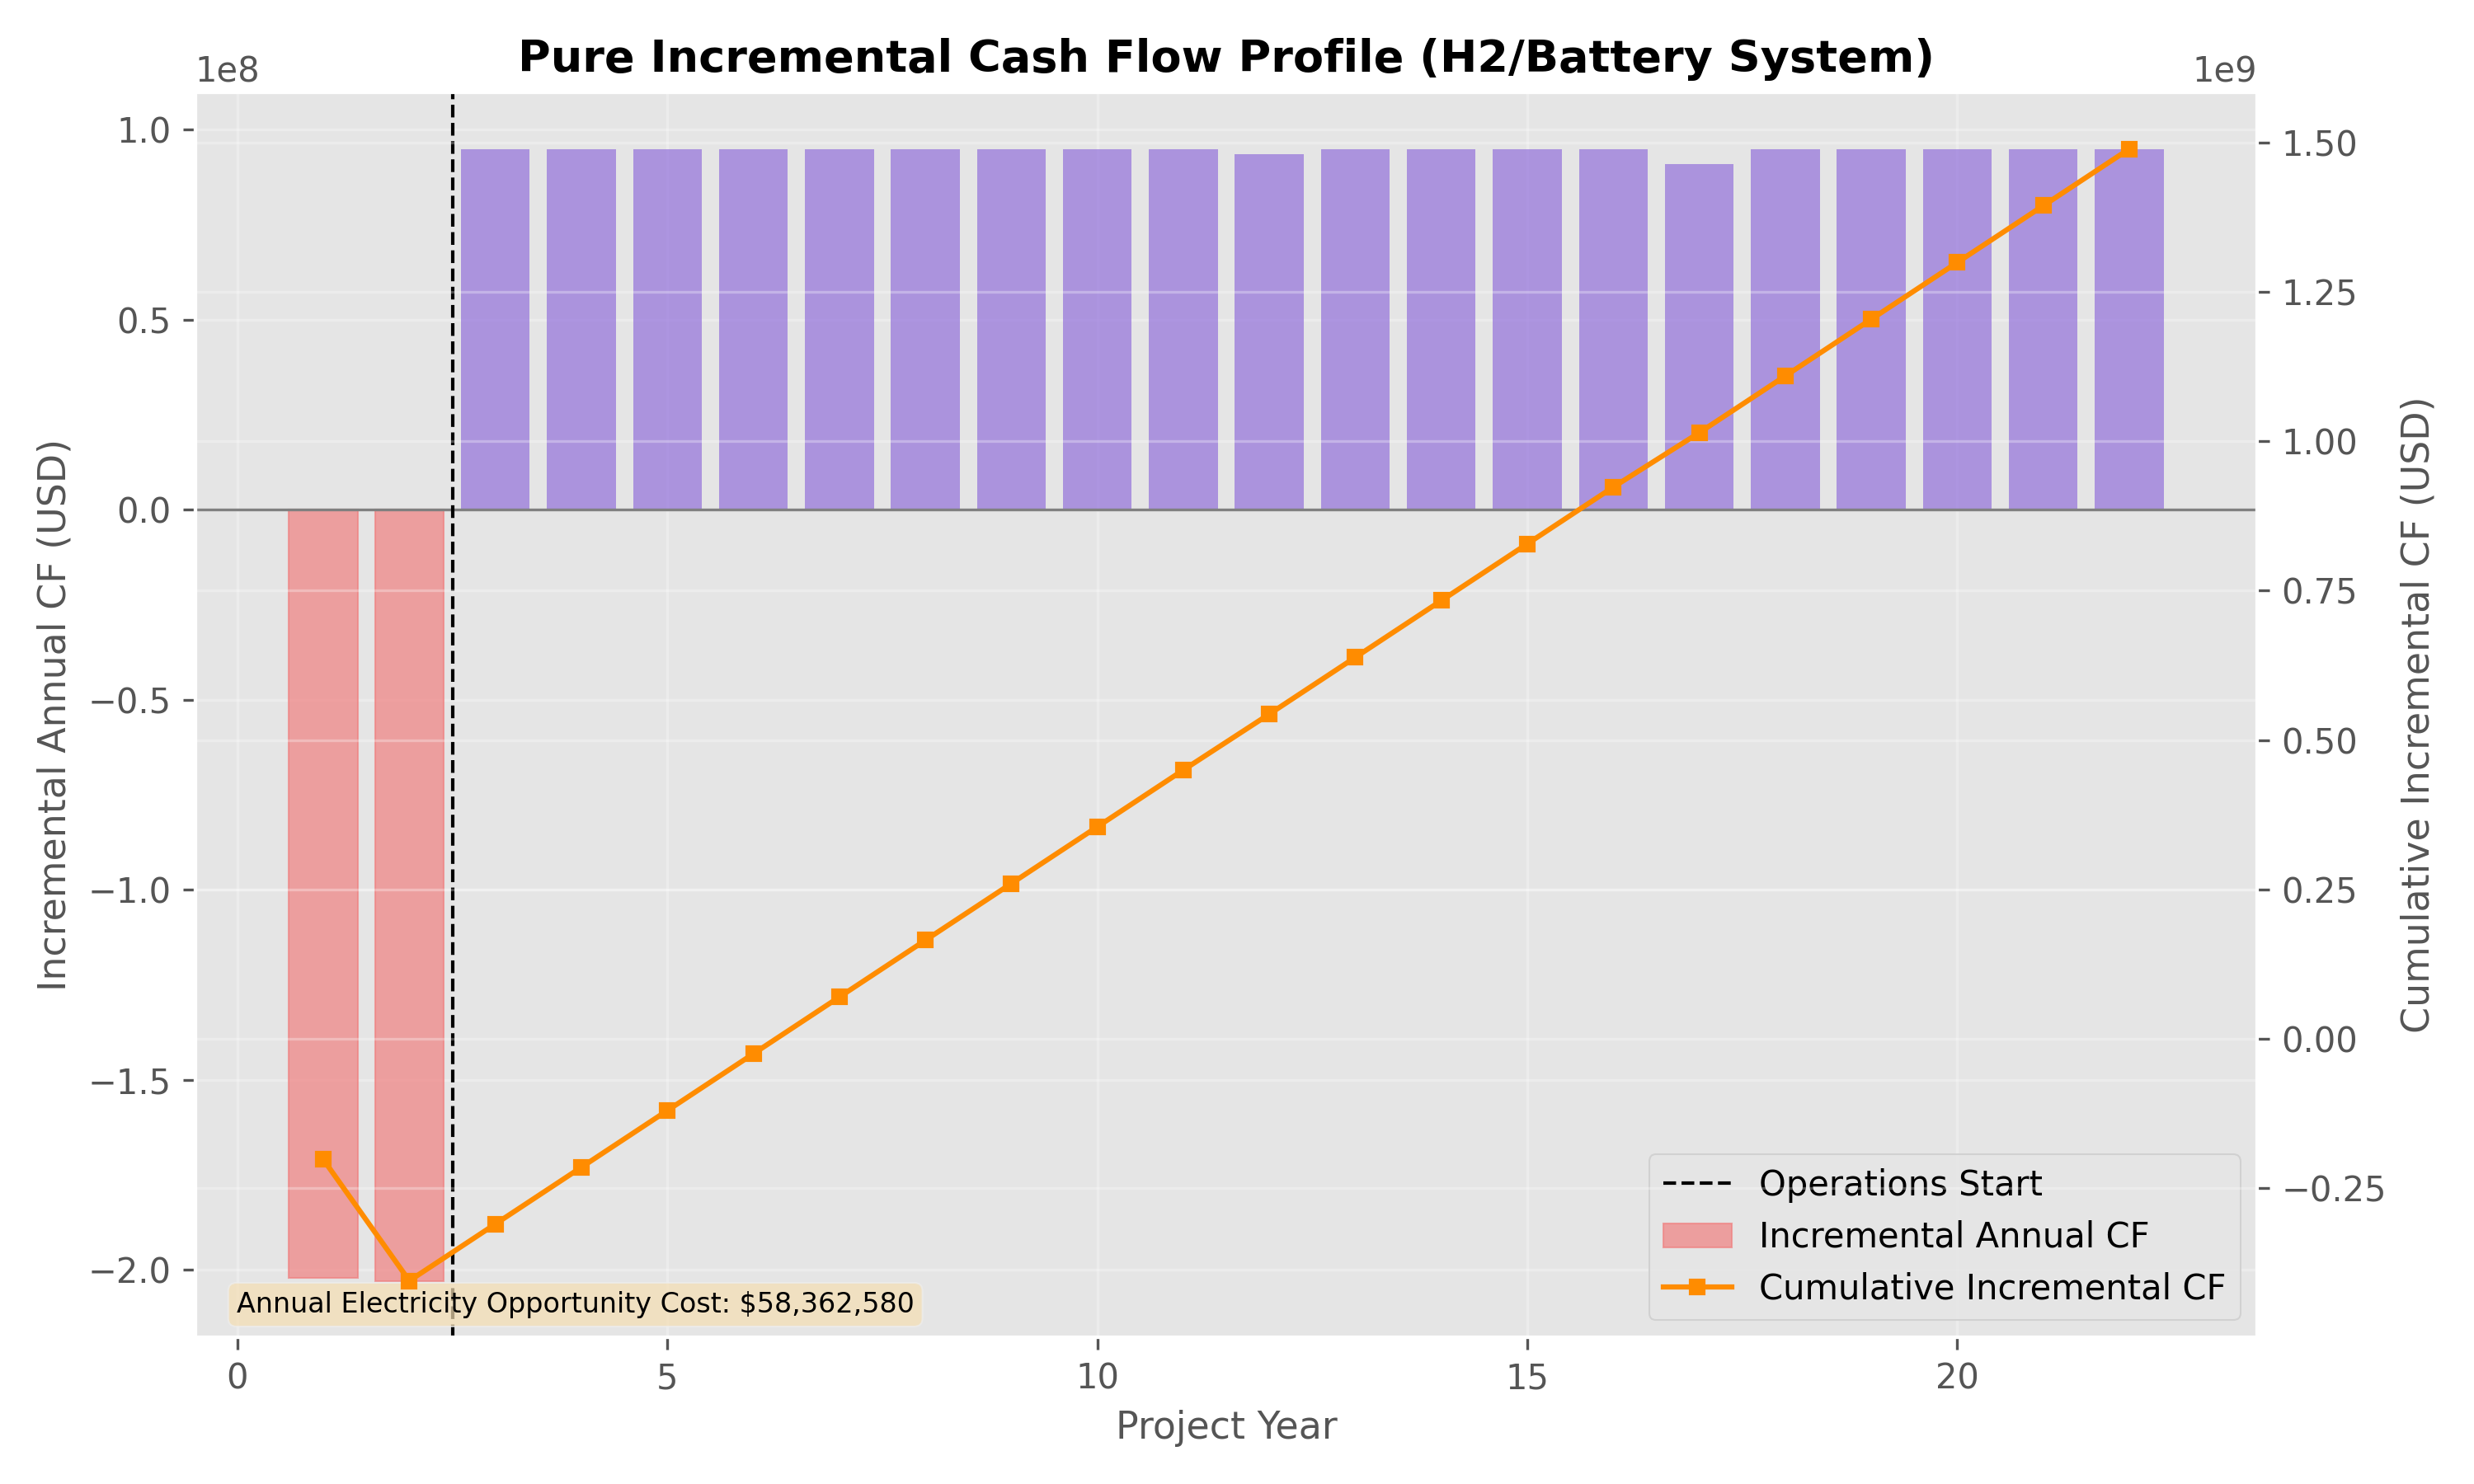 Pure Incremental Cash Flow Profile (H2/Battery System)
1e8
1e9
Incremental Annual CF (USD)
1.0
0.5
0.0
−0.5
−1.0
−1.5
−2.0
1.50
1.25
1.00
0.75
0.50
0.25
0.00
−0.25
Cumulative Incremental CF (USD)
Operations Start
Incremental Annual CF
Cumulative Incremental CF
Annual Electricity Opportunity Cost: $58,362,580
0 5 10 15 20
Project Year